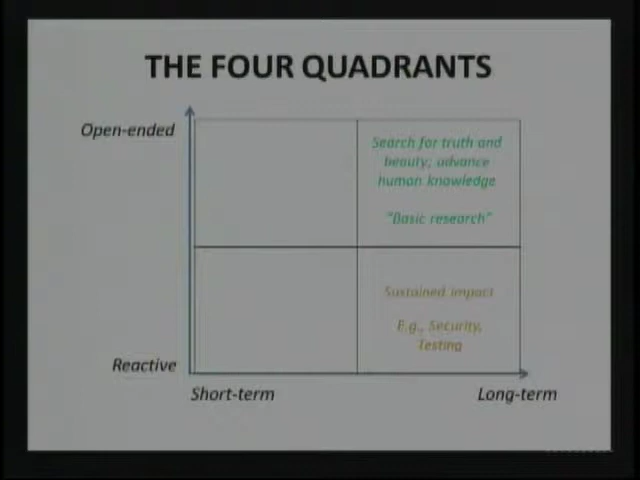 THE FOUR QUADRANTS
Open-ended
Search for truth and
beauty; advance
human knowledge
"Basic research"
Sustained impact
E.g., Security,
Testing
Reactive
Short-term
Long-term